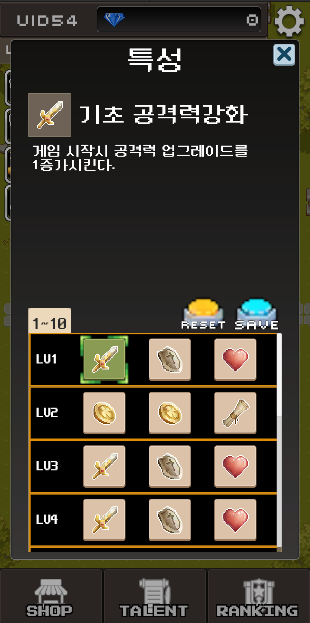 UID54
0
특성
기초 공격력강화
게임 시작시 공격력 업그레이드를
1증가시킨다.
RESET SAVE
1~10
LV1
LV2
LV3
LV4
SHOP TALENT RANKING